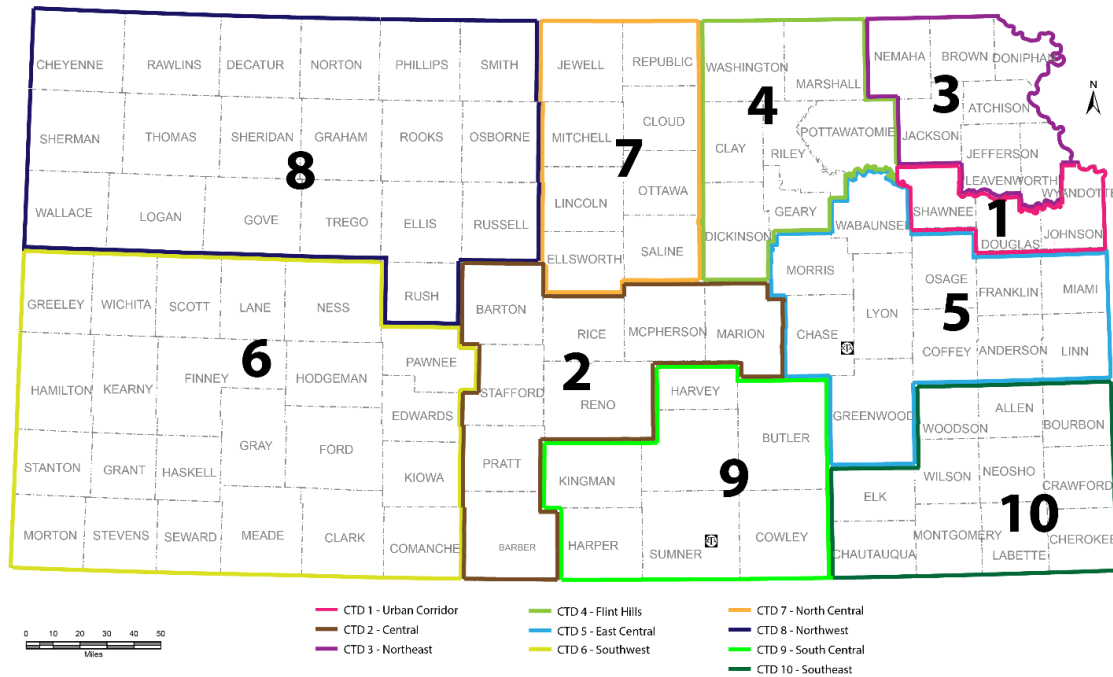 CHEYENNE RAWLINS DECATUR NORTON PHILLIPS SMITH JEWELL REPUBLIC WASHINGTON MARSHALL NEMAHA BROWN DONIPHAN
N
3
4
SHERMAN THOMAS SHERIDAN GRAHAM ROOKS OSBORNE MITCHELL CLOUD CLAY RILEY POTTAWATOMIE JACKSON ATCHISON
7
8
JEFFERSON
LEAVENWORTH WYANDOTTE
WALLACE LOGAN GOVE TREGO ELLIS RUSSELL LINCOLN OTTAWA DICKINSON GEARY WABAUNSEE SHAWNEE DOUGLAS JOHNSON
1
ELLSWORTH SALINE
GREELEY WICHITA SCOTT LANE NESS RUSH BARTON RICE MCPHERSON MARION MORRIS LYON OSAGE FRANKLIN MIAMI
5
CHASE COFFEY ANDERSON LINN
6
2
HAMILTON KEARNY FINNEY HODGEMAN PAWNEE STAFFORD RENO HARVEY BUTLER GREENWOOD WOODSON ALLEN BOURBON
EDWARDS
STANTON GRANT HASKELL GRAY FORD KIOWA PRATT KINGMAN ELK WILSON NEOSHO CRAWFORD
9
10
MORTON STEVENS SEWARD MEADE CLARK COMANCHE BARBER HARPER SUMNER COWLEY CHAUTAUQUA MONTGOMERY LABETTE CHEROKEE
CTD 1 - Urban Corridor
CTD 2 - Central
CTD 3 - Northeast
CTD 4 - Flint Hills
CTD 5 - East Central
CTD 6 - Southwest
CTD 7 - North Central
CTD 8 - Northwest
CTD 9 - South Central
CTD 10 - Southeast
0 10 20 30 40 50
Miles